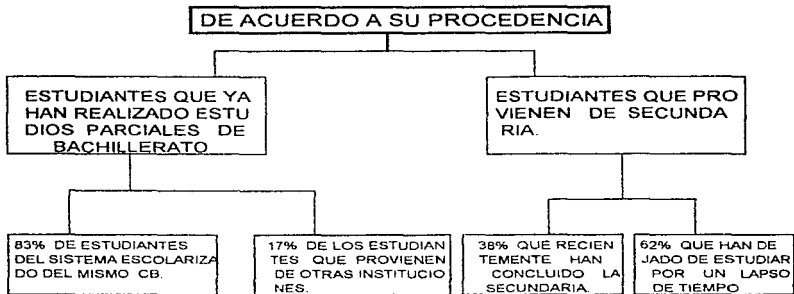 DE ACUERDO A SU PROCEDENCIA
ESTUDIANTES QUE YA
HAN REALIZADO ESTU
DIOS PARCIALES DE
BACHILLERATO
ESTUDIANTES QUE PRO
VIENEN DE SECUNDA
RIA.
83% DE ESTUDIANTES
DEL SISTEMA ESCOLARIZA
DO DEL MISMO CB.
17% DE LOS ESTUDIAN
TES QUE PROVIENEN
DE OTRAS INSTITUCIO
NES.
38% QUE RECIEN
TEMENTE HAN
CONCLUIDO LA
SECUNDARIA.
62% QUE HAN DE
JADO DE ESTUDIAR
POR UN LAPSO
DE TIEMPO